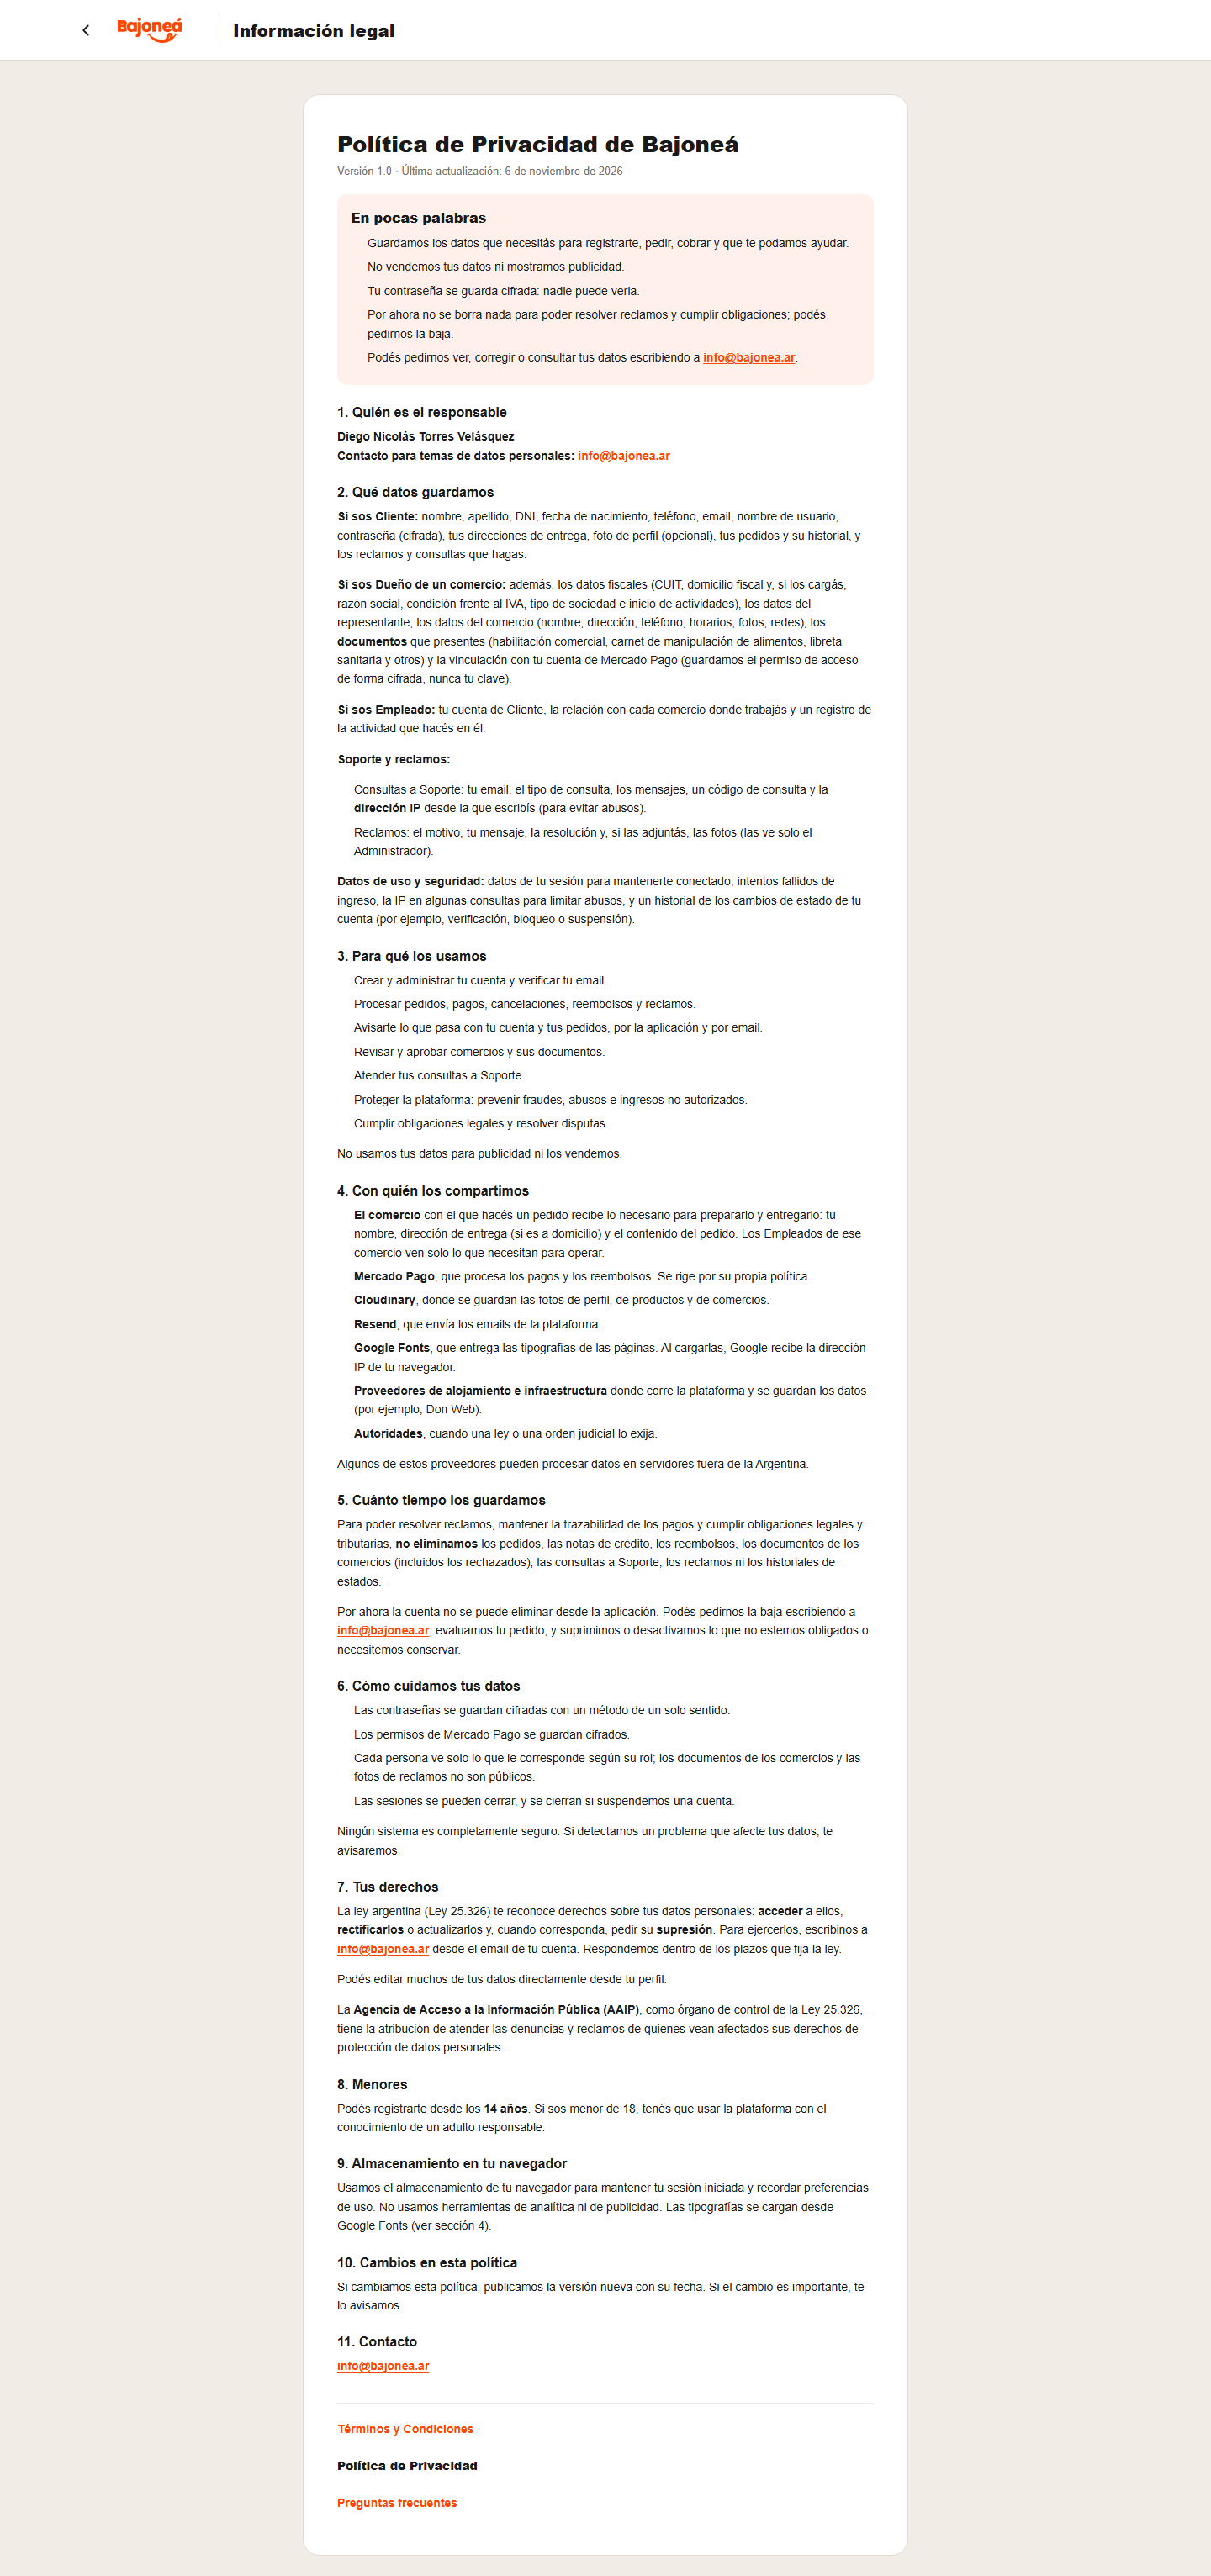 Bajoneá
Información legal
Política de Privacidad de Bajoneá
Versión 1.0 · Última actualización: 6 de noviembre de 2026
En pocas palabras
Guardamos los datos que necesitás para registrarte, pedir, cobrar y que te podamos ayudar.
No vendemos tus datos ni mostramos publicidad.
Tu contraseña se guarda cifrada: nadie puede verla.
Por ahora no se borra nada para poder resolver reclamos y cumplir obligaciones; podés
pedirnos la baja.
Podés pedirnos ver, corregir o consultar tus datos escribiendo a info@bajonea.ar.
1. Quién es el responsable
Diego Nicolás Torres Velásquez
Contacto para temas de datos personales: info@bajonea.ar
2. Qué datos guardamos
Si sos Cliente: nombre, apellido, DNI, fecha de nacimiento, teléfono, email, nombre de usuario,
contraseña (cifrada), tus direcciones de entrega, foto de perfil (opcional), tus pedidos y su historial, y
los reclamos y consultas que hagas.
Si sos Dueño de un comercio: además, los datos fiscales (CUIT, domicilio fiscal y, si los cargás,
razón social, condición frente al IVA, tipo de sociedad e inicio de actividades), los datos del
representante, los datos del comercio (nombre, dirección, teléfono, horarios, fotos, redes), los
documentos que presentes (habilitación comercial, carnet de manipulación de alimentos, libreta
sanitaria y otros) y la vinculación con tu cuenta de Mercado Pago (guardamos el permiso de acceso
de forma cifrada, nunca tu clave).
Si sos Empleado: tu cuenta de Cliente, la relación con cada comercio donde trabajás y un registro de
la actividad que hacés en él.
Soporte y reclamos:
Consultas a Soporte: tu email, el tipo de consulta, los mensajes, un código de consulta y la
dirección IP desde la que escribís (para evitar abusos).
Reclamos: el motivo, tu mensaje, la resolución y, si las adjuntás, las fotos (las ve solo el
Administrador).
Datos de uso y seguridad: datos de tu sesión para mantenerte conectado, intentos fallidos de
ingreso, la IP en algunas consultas para limitar abusos, y un historial de los cambios de estado de tu
cuenta (por ejemplo, verificación, bloqueo o suspensión).
3. Para qué los usamos
Crear y administrar tu cuenta y verificar tu email.
Procesar pedidos, pagos, cancelaciones, reembolsos y reclamos.
Avisarte lo que pasa con tu cuenta y tus pedidos, por la aplicación y por email.
Revisar y aprobar comercios y sus documentos.
Atender tus consultas a Soporte.
Proteger la plataforma: prevenir fraudes, abusos e ingresos no autorizados.
Cumplir obligaciones legales y resolver disputas.
No usamos tus datos para publicidad ni los vendemos.
4. Con quién los compartimos
El comercio con el que hacés un pedido recibe lo necesario para prepararlo y entregarlo: tu
nombre, dirección de entrega (si es a domicilio) y el contenido del pedido. Los Empleados de ese
comercio ven solo lo que necesitan para operar.
Mercado Pago, que procesa los pagos y los reembolsos. Se rige por su propia política.
Cloudinary, donde se guardan las fotos de perfil, de productos y de comercios.
Resend, que envía los emails de la plataforma.
Google Fonts, que entrega las tipografías de las páginas. Al cargarlas, Google recibe la dirección
IP de tu navegador.
Proveedores de alojamiento e infraestructura donde corre la plataforma y se guardan los datos
(por ejemplo, Don Web).
Autoridades, cuando una ley o una orden judicial lo exija.
Algunos de estos proveedores pueden procesar datos en servidores fuera de la Argentina.
5. Cuánto tiempo los guardamos
Para poder resolver reclamos, mantener la trazabilidad de los pagos y cumplir obligaciones legales y
tributarias, no eliminamos los pedidos, las notas de crédito, los reembolsos, los documentos de los
comercios (incluidos los rechazados), las consultas a Soporte, los reclamos ni los historiales de
estados.
Por ahora la cuenta no se puede eliminar desde la aplicación. Podés pedirnos la baja escribiendo a
info@bajonea.ar; evaluamos tu pedido, y suprimimos o desactivamos lo que no estemos obligados o
necesitemos conservar.
6. Cómo cuidamos tus datos
Las contraseñas se guardan cifradas con un método de un solo sentido.
Los permisos de Mercado Pago se guardan cifrados.
Cada persona ve solo lo que le corresponde según su rol; los documentos de los comercios y las
fotos de reclamos no son públicos.
Las sesiones se pueden cerrar, y se cierran si suspendemos una cuenta.
Ningún sistema es completamente seguro. Si detectamos un problema que afecte tus datos, te
avisaremos.
7. Tus derechos
La ley argentina (Ley 25.326) te reconoce derechos sobre tus datos personales: acceder a ellos,
rectificarlos o actualizarlos y, cuando corresponda, pedir su supresión. Para ejercerlos, escribinos a
info@bajonea.ar desde el email de tu cuenta. Respondemos dentro de los plazos que fija la ley.
Podés editar muchos de tus datos directamente desde tu perfil.
La Agencia de Acceso a la Información Pública (AAIP), como órgano de control de la Ley 25.326,
tiene la atribución de atender las denuncias y reclamos de quienes vean afectados sus derechos de
protección de datos personales.
8. Menores
Podés registrarte desde los 14 años. Si sos menor de 18, tenés que usar la plataforma con el
conocimiento de un adulto responsable.
9. Almacenamiento en tu navegador
Usamos el almacenamiento de tu navegador para mantener tu sesión iniciada y recordar preferencias
de uso. No usamos herramientas de analítica ni de publicidad. Las tipografías se cargan desde
Google Fonts (ver sección 4).
10. Cambios en esta política
Si cambiamos esta política, publicamos la versión nueva con su fecha. Si el cambio es importante, te
lo avisamos.
11. Contacto
info@bajonea.ar
Términos y Condiciones
Política de Privacidad
Preguntas frecuentes